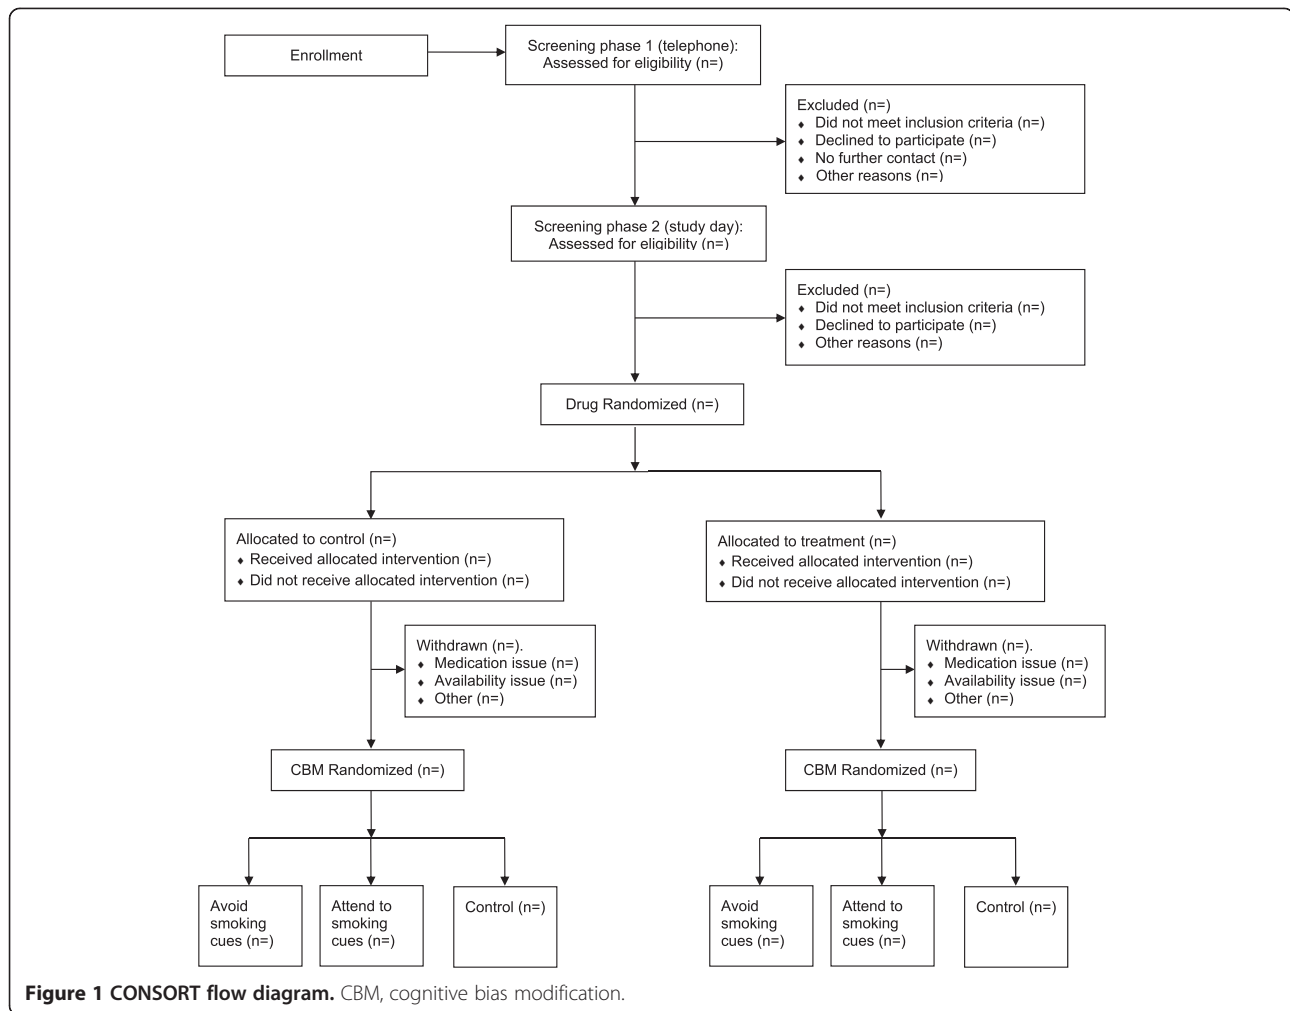 Enrollment
Screening phase 1 (telephone):
Assessed for eligibility (n=)
Excluded (n=)
♦ Did not meet inclusion criteria (n=)
♦ Declined to participate (n=)
♦ No further contact (n=)
♦ Other reasons (n=)
Screening phase 2 (study day):
Assessed for eligibility (n=)
Excluded (n=)
♦ Did not meet inclusion criteria (n=)
♦ Declined to participate (n=)
♦ Other reasons (n=)
Drug Randomized (n=)
Allocated to control (n=)
♦ Received allocated intervention (n=)
♦ Did not receive allocated intervention (n=)
Allocated to treatment (n=)
♦ Received allocated intervention (n=)
♦ Did not receive allocated intervention (n=)
Withdrawn (n=).
♦ Medication issue (n=)
♦ Availability issue (n=)
♦ Other (n=)
Withdrawn (n=).
♦ Medication issue (n=)
♦ Availability issue (n=)
♦ Other (n=)
CBM Randomized (n=)
CBM Randomized (n=)
Avoid
smoking
cues (n=)
Attend to
smoking
cues (n=)
Control (n=)
Avoid
smoking
cues (n=)
Attend to
smoking
cues (n=)
Control (n=)
Figure 1 CONSORT flow diagram. CBM, cognitive bias modification.